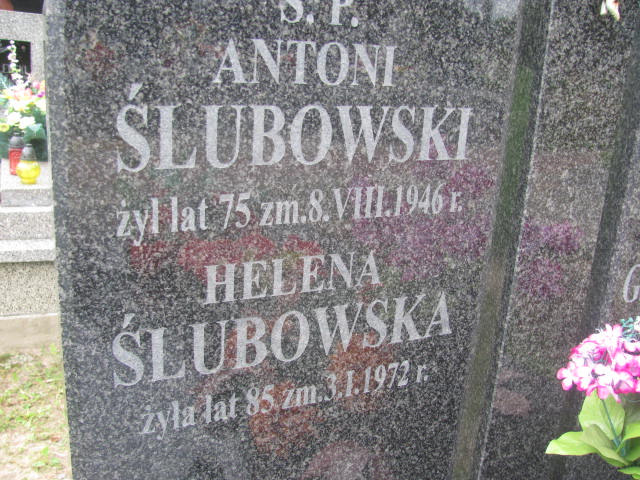 Ś. P.
ANTONI
ŚLUBOWSKI
żył lat 75 zm.8.VIII.1946 r.
HELENA
ŚLUBOWSKA
żyła lat 85 zm.3.I.1972 r.
G